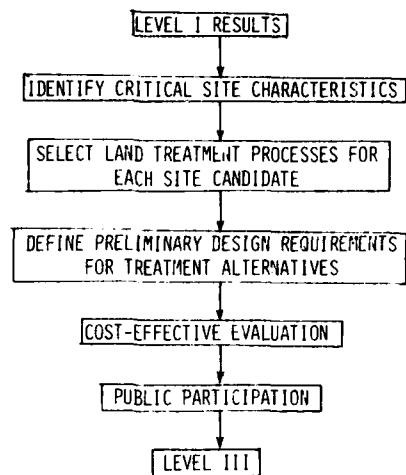 LEVEL I RESULTS
IDENTIFY CRITICAL SITE CHARACTERISTICS
SELECT LAND TREATMENT PROCESSES FOR
EACH SITE CANDIDATE
DEFINE PRELIMINARY DESIGN REQUIREMENTS
FOR TREATMENT ALTERNATIVES
COST-EFFECTIVE EVALUATION
PUBLIC PARTICIPATION
LEVEL III